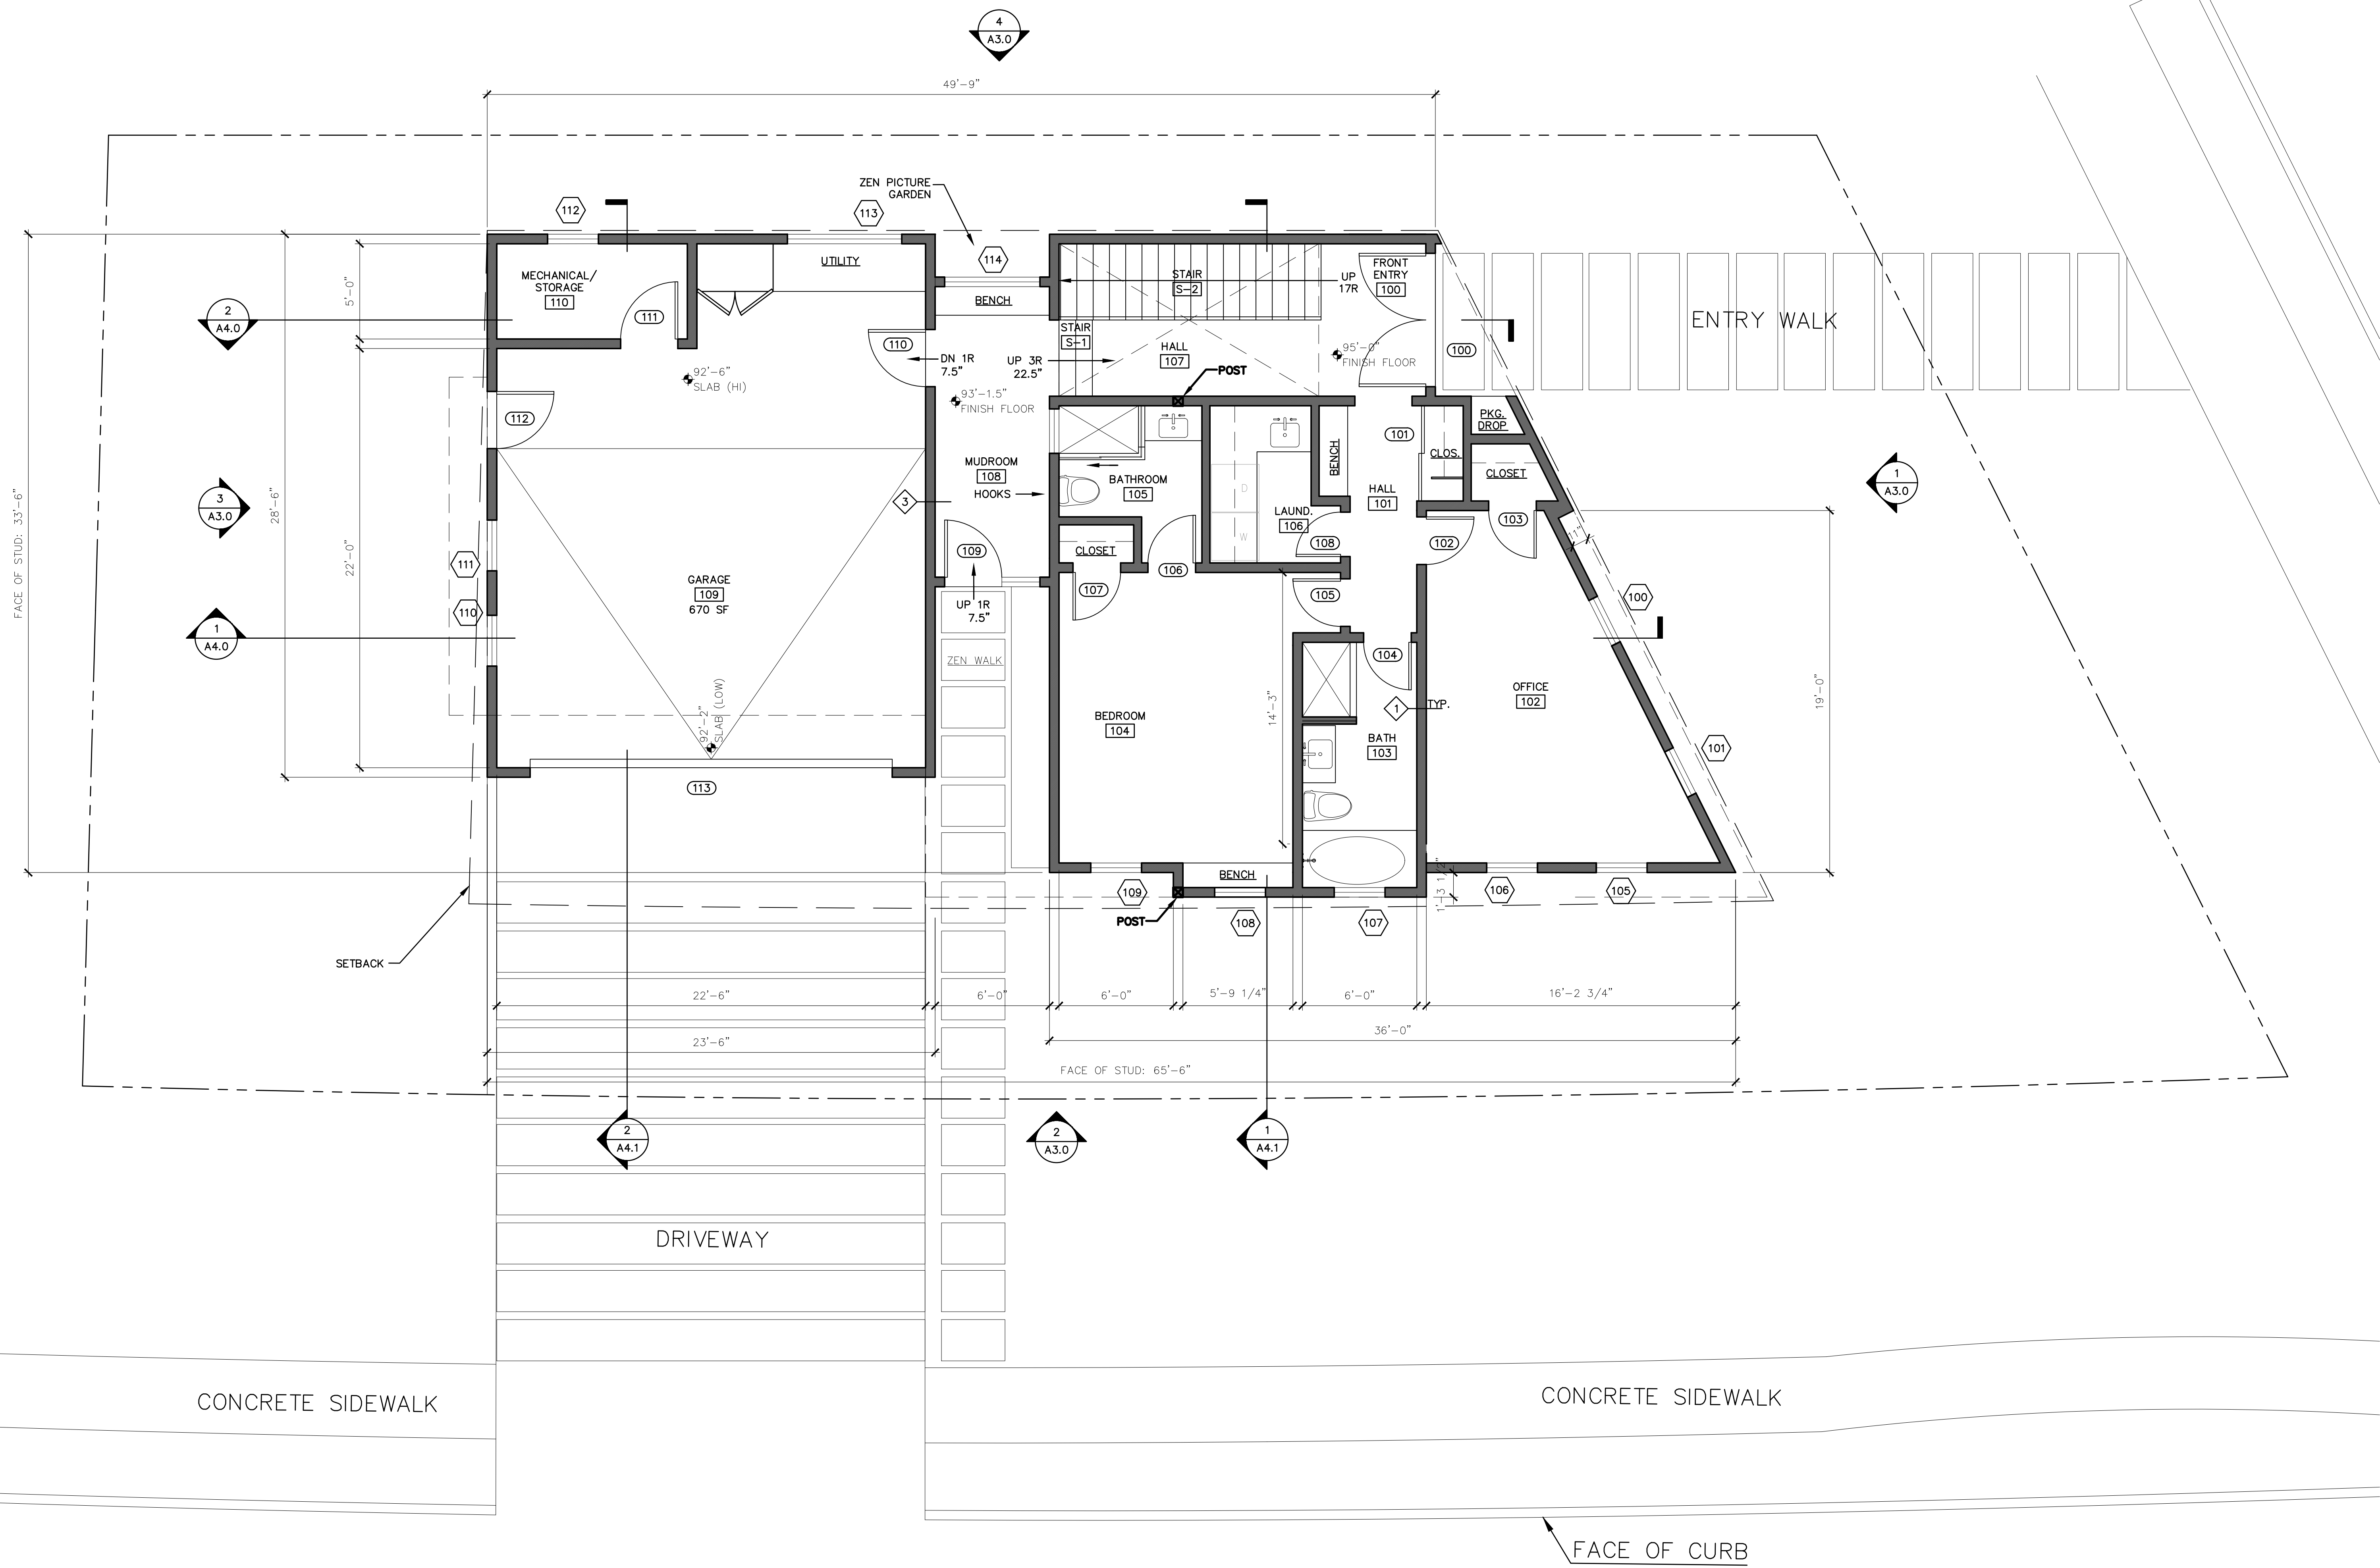 4
A3.0
49'-9"
ZEN PICTURE
GARDEN
112
113
114
MECHANICAL/
STORAGE
110
UTILITY
BENCH
STAIR
S-2
UP
17R
FRONT
ENTRY
100
5'-0"
111
2
A4.0
110
DN 1R
7.5"
STAIR
S-1
UP 3R
22.5"
HALL
107
95'-0"
FINISH FLOOR
100
ENTRY WALK
92'-6"
SLAB (HI)
93'-1.5"
FINISH FLOOR
POST
112
PKG.
DROP
101
CLOS.
CLOSET
BENCH
MUDROOM
108
HOOKS
BATHROOM
105
D
W
LAUND.
106
HALL
101
1
A3.0
3
A3.0
3
FACE OF STUD: 33'-6"
28'-6"
22'-0"
103
11"
109
CLOSET
106
108
102
111
110
107
105
100
GARAGE
109
670 SF
UP 1R
7.5"
1
A4.0
ZEN WALK
104
OFFICE
102
19'-0"
14'-3"
1
TYP.
BEDROOM
104
BATH
103
101
92'-2"
SLAB (LOW)
113
BENCH
109
108
107
106
105
1'-3 1/2"
POST
SETBACK
22'-6"
6'-0"
6'-0"
5'-9 1/4"
6'-0"
16'-2 3/4"
36'-0"
23'-6"
FACE OF STUD: 65'-6"
2
A4.1
2
A3.0
1
A4.1
DRIVEWAY
CONCRETE SIDEWALK
CONCRETE SIDEWALK
FACE OF CURB